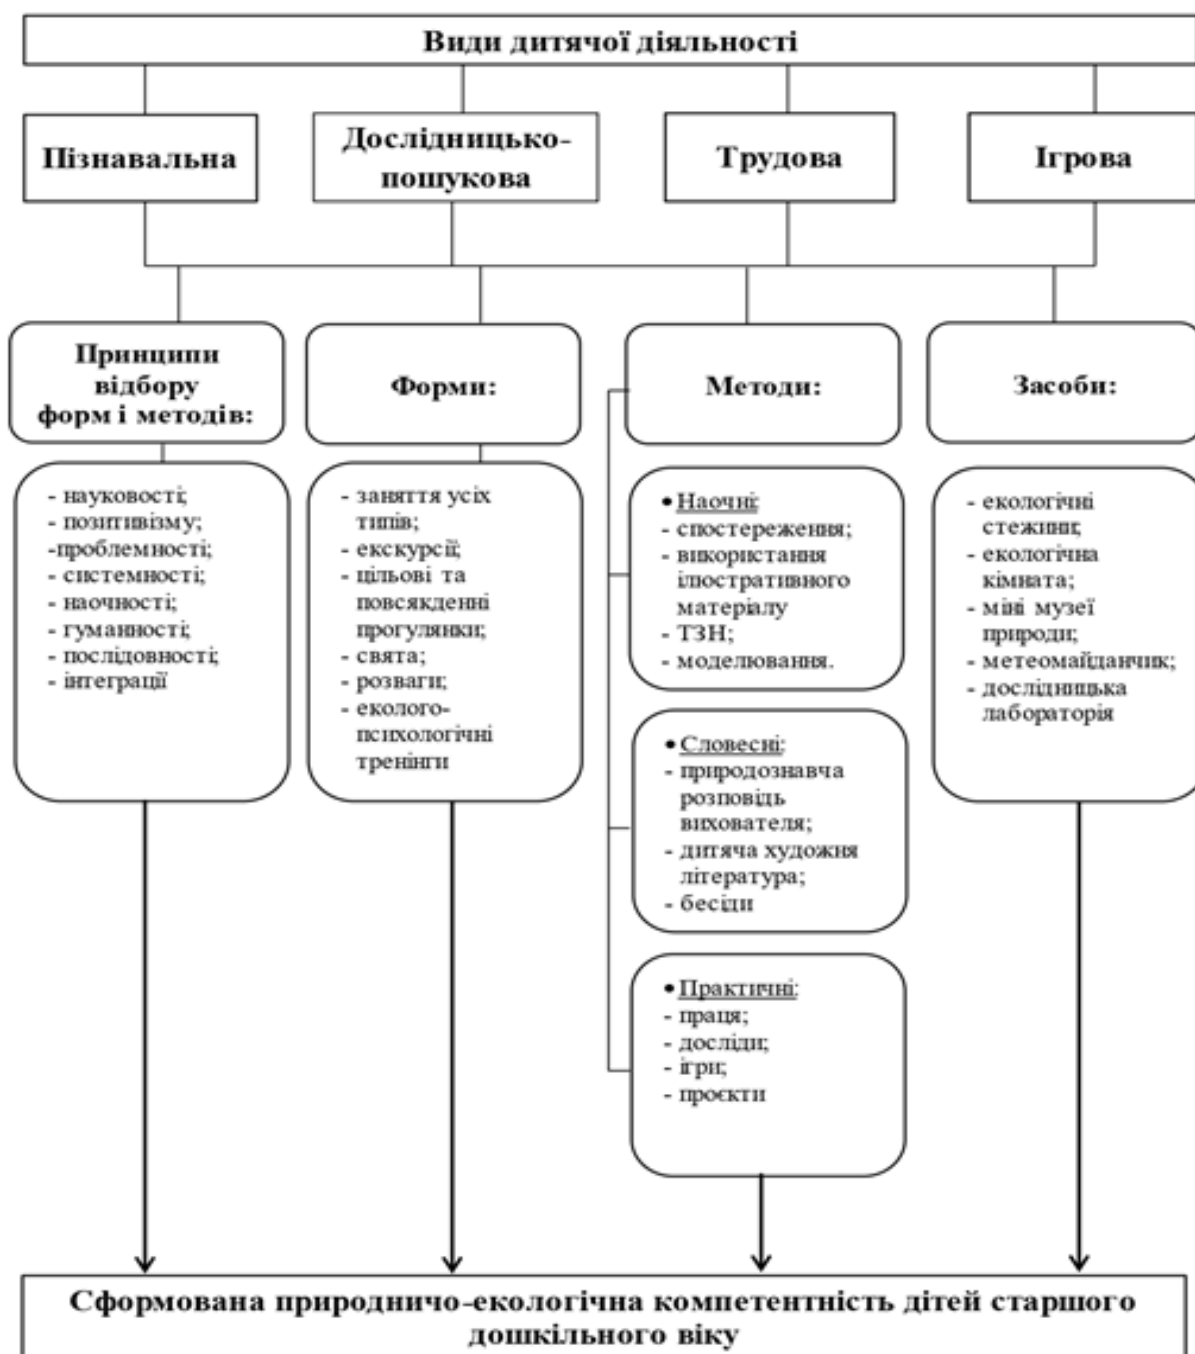 Види дитячої діяльності
Пізнавальна
Дослідницько-
пошукова
Трудова
Ігрова
Принципи
відбору
форм і методів:
- науковості;
- позитивізму;
-проблемності;
- системності;
- наочності;
- гуманності;
- послідовності;
- інтеграції
Форми:
- заняття усіх
типів;
- екскурсії;
- цільові та
повсякденні
прогулянки;
- свята;
- розваги;
- еколого-
психологічні
тренінги
Методи:
• Наочні:
- спостереження;
- використання
ілюстративного
матеріалу
- ТЗН;
- моделювання.
• Словесні:
- природознавча
розповідь
вихователя;
- дитяча художня
література;
- бесіди
• Практичні:
- праця;
- досліди;
- ігри;
- проєкти
Засоби:
- екологічні
стежини;
- екологічна
кімната;
- міні музеї
природи;
- метеомайданчик;
- дослідницька
лабораторія
Сформована природничо-екологічна компетентність дітей старшого
дошкільного віку